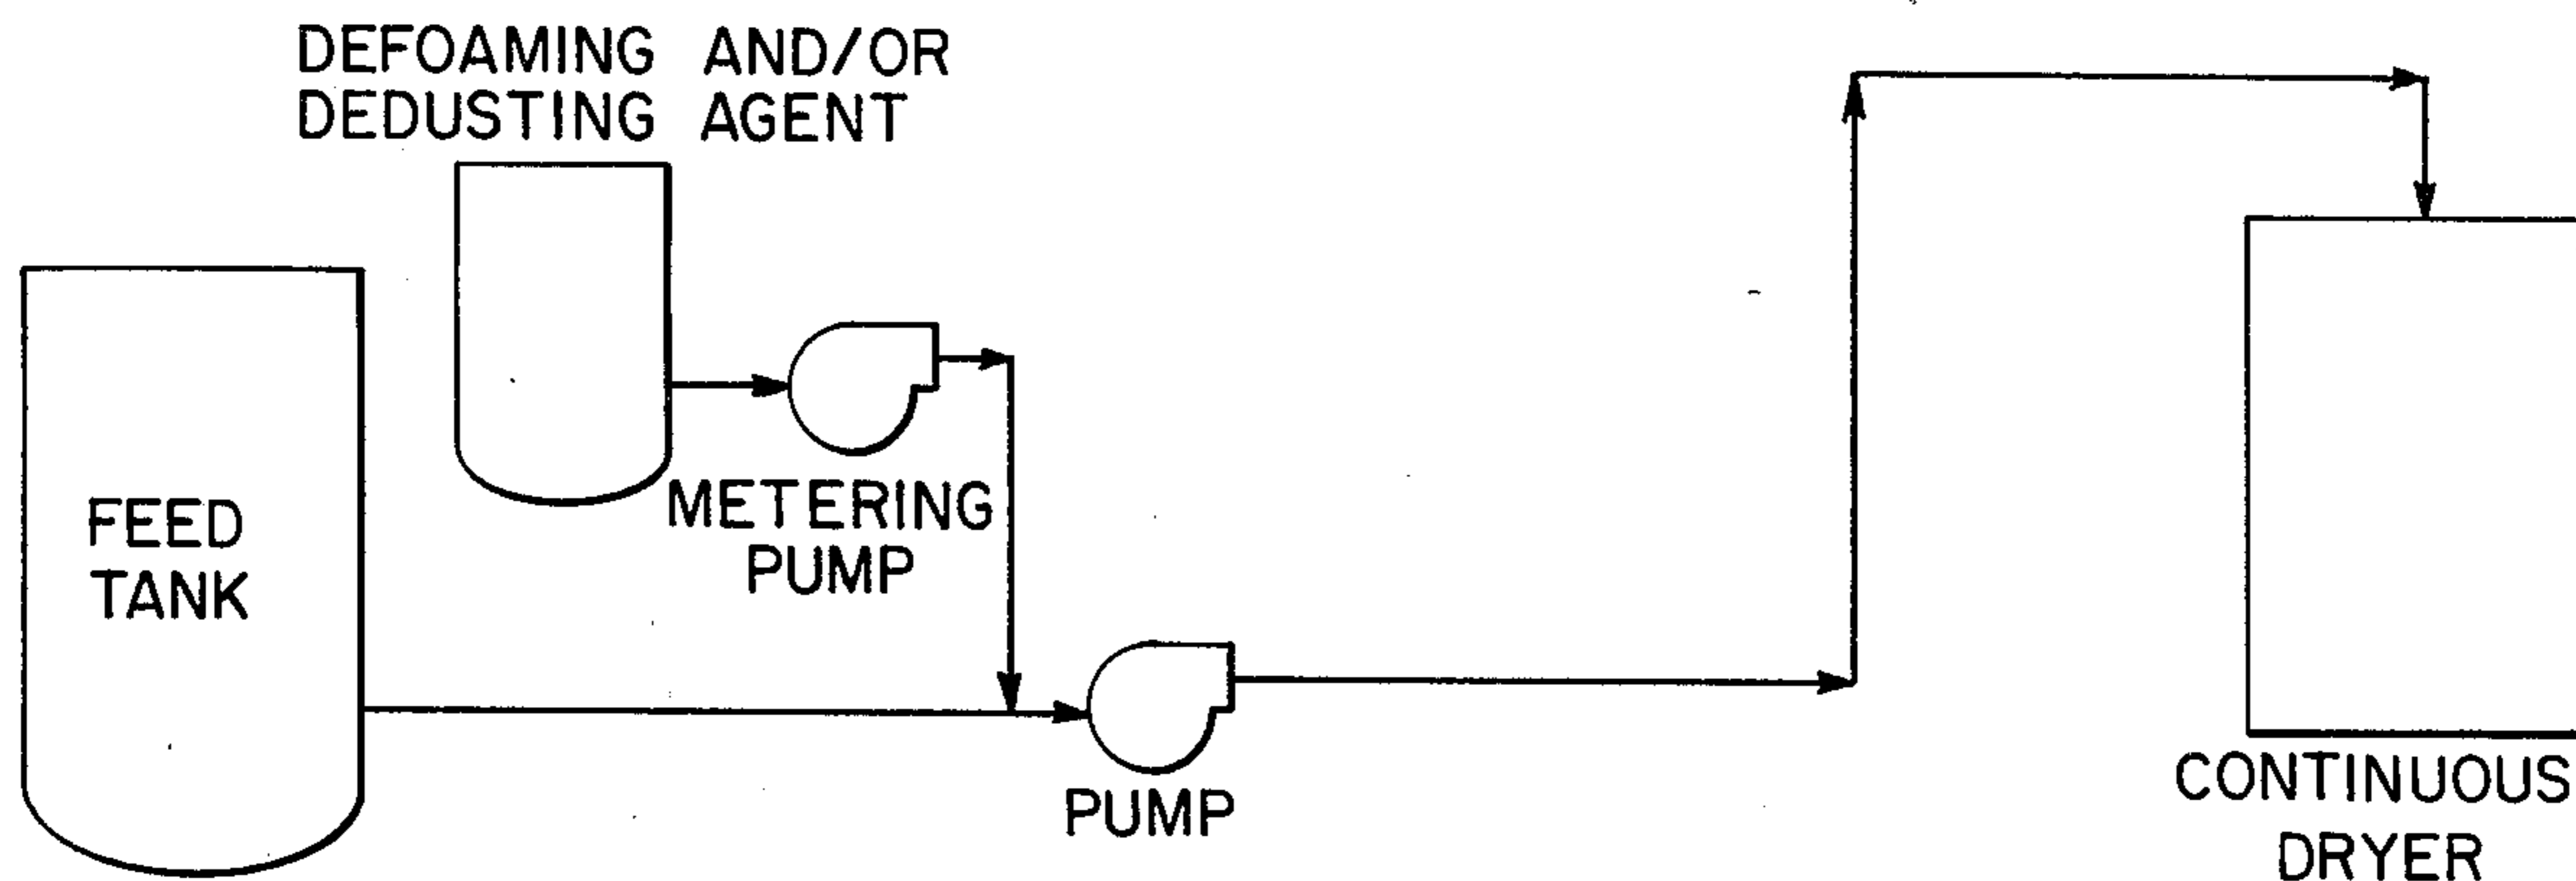 DEFOAMING AND/OR
DEDUSTING AGENT
FEED
TANK
METERING
PUMP
PUMP
CONTINUOUS
DRYER